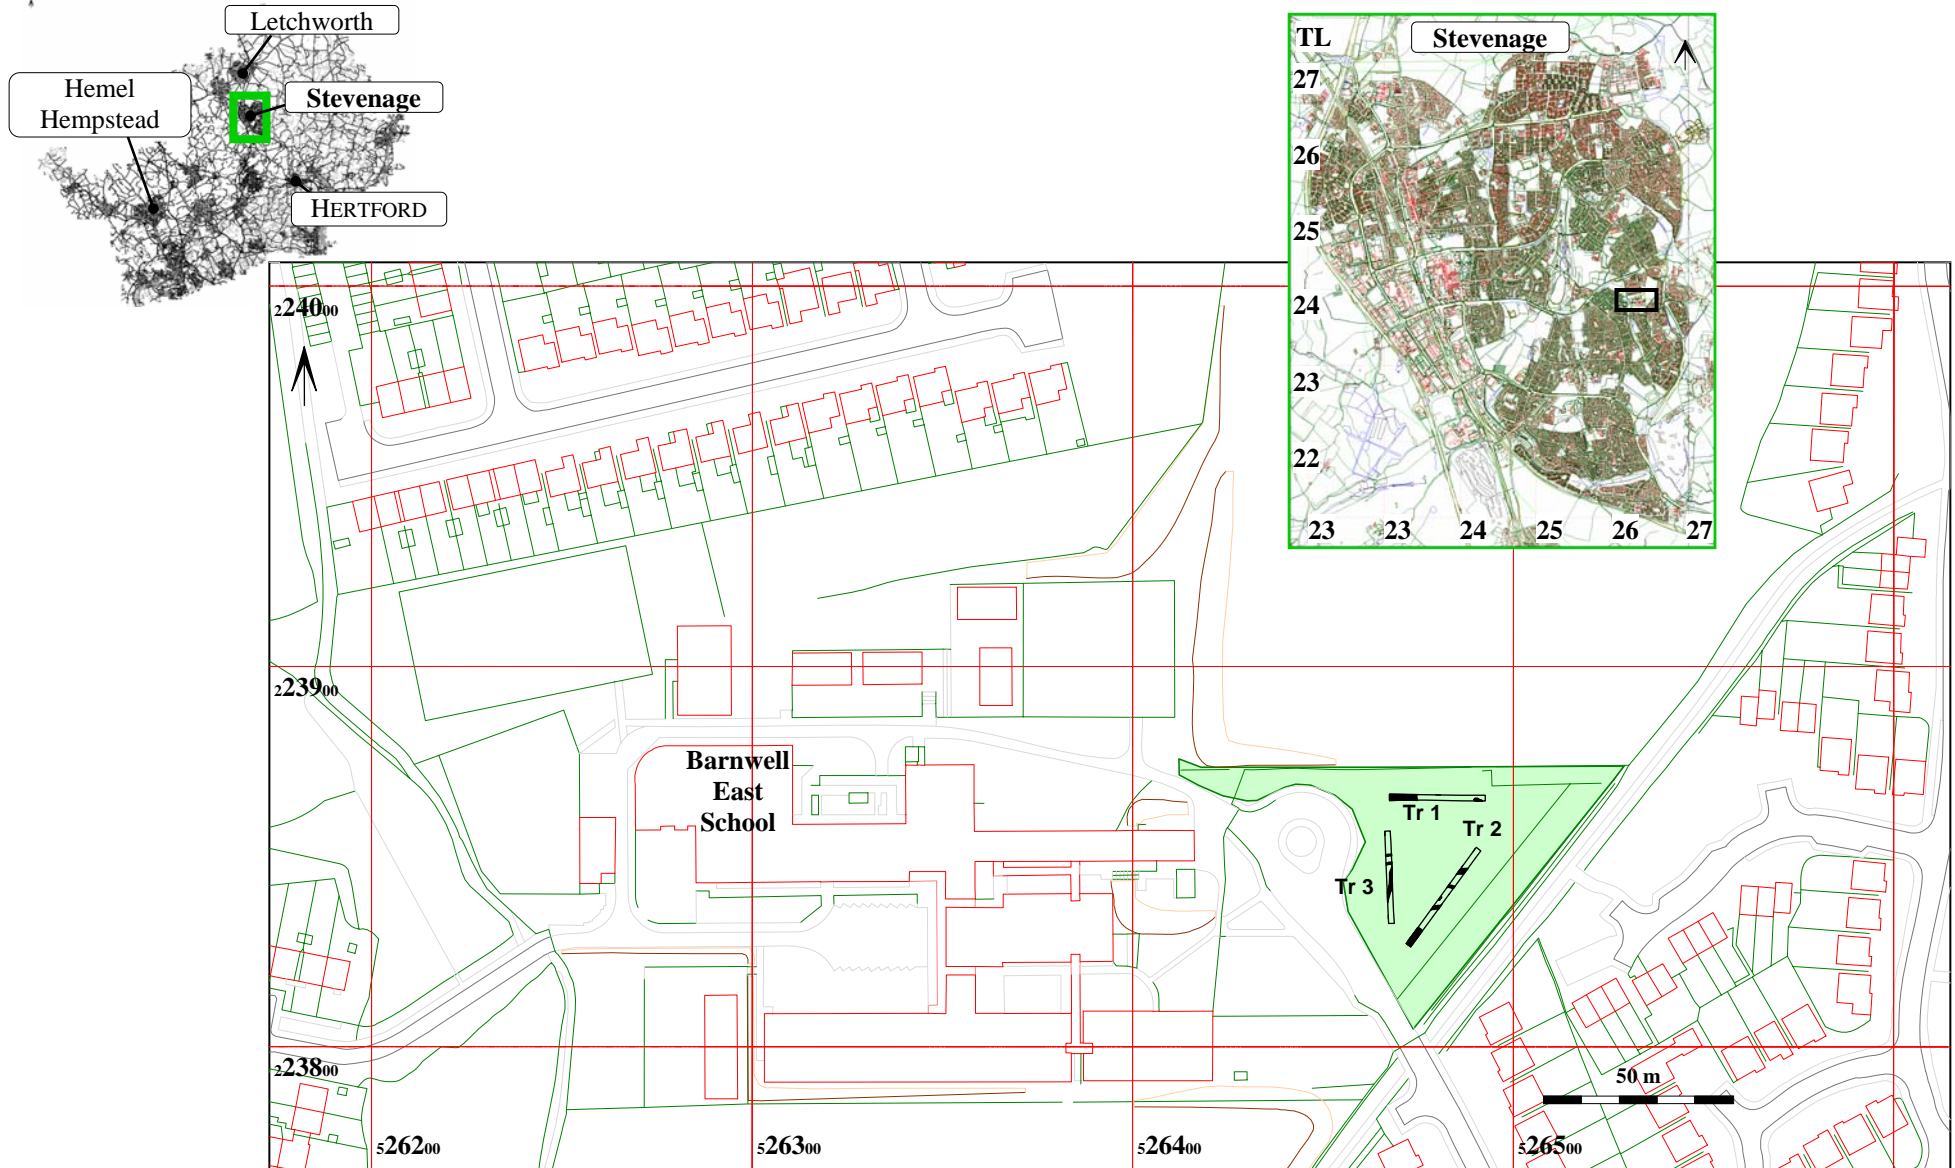 Letchworth
Hemel
Hempstead
Stevenage
HERTFORD
TL
Stevenage
27
26
25
24
23
22
23 23 24 25 26 27
224000
223900
223800
Barnwell
East
School
Tr 1
Tr 2
Tr 3
50 m
526200
526300
526400
526500